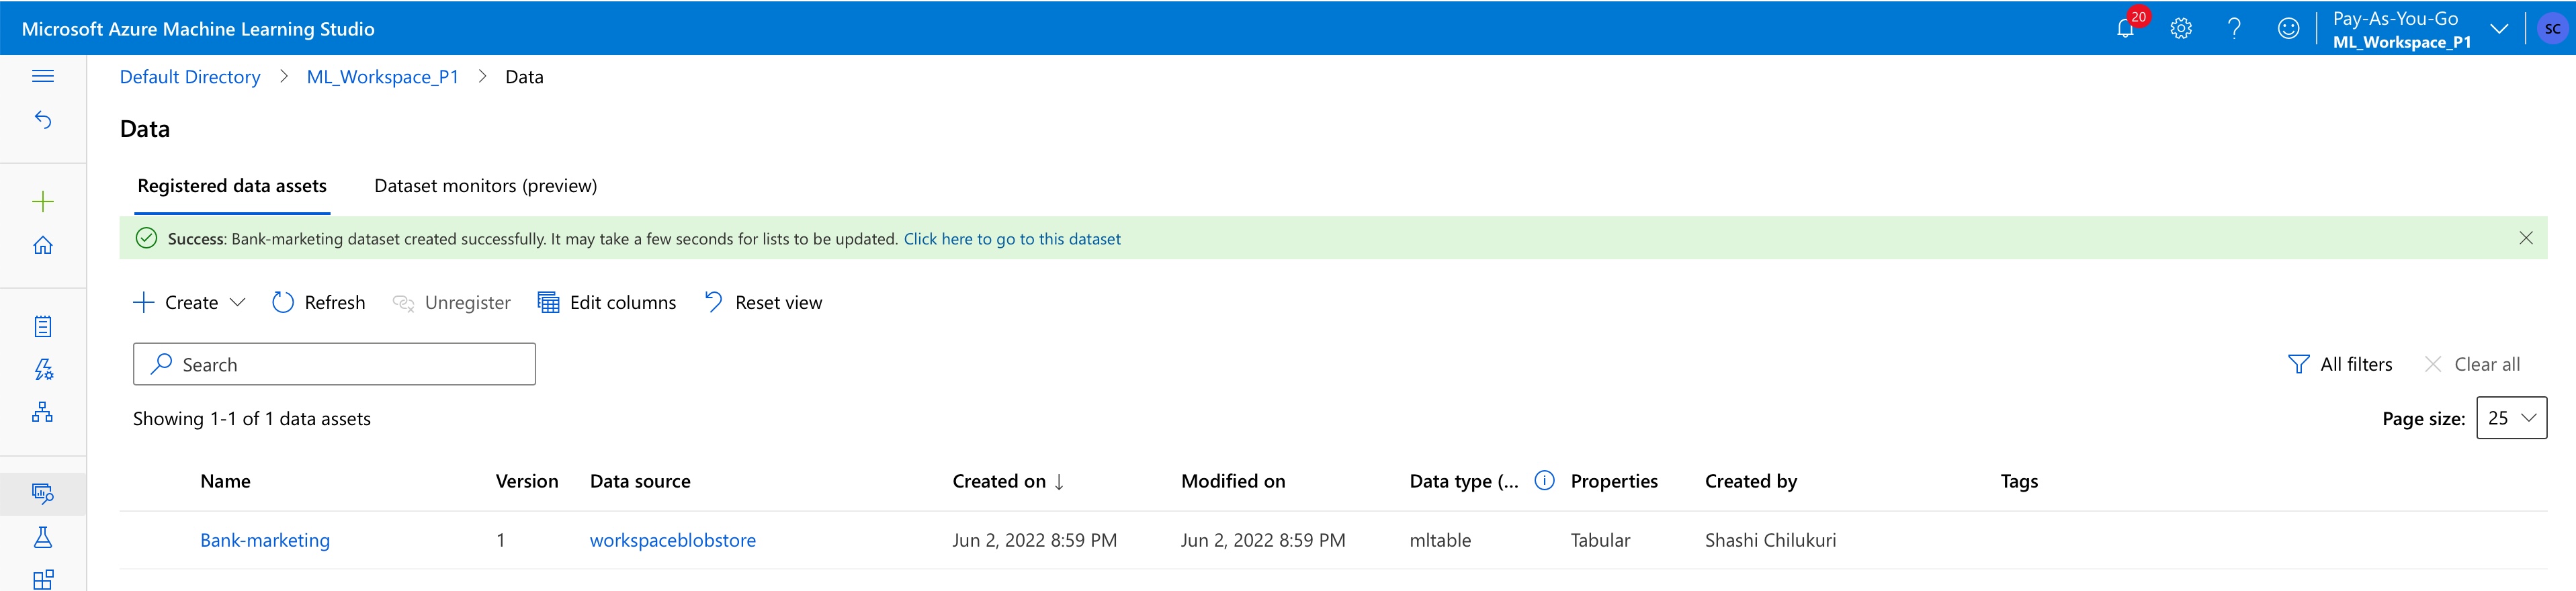 Microsoft Azure Machine Learning Studio
20
Pay-As-You-Go
ML_Workspace_P1
SC
Default Directory > ML_Workspace_P1 > Data
Data
Registered data assets Dataset monitors (preview)
Success: Bank-marketing dataset created successfully. It may take a few seconds for lists to be updated. Click here to go to this dataset
Create Refresh Unregister Edit columns Reset view
Search
All filters Clear all
Showing 1-1 of 1 data assets
Page size: 25
Name Version Data source Created on ↓ Modified on Data type (... Properties Created by Tags
Bank-marketing 1 workspaceblobstore Jun 2, 2022 8:59 PM Jun 2, 2022 8:59 PM mltable Tabular Shashi Chilukuri